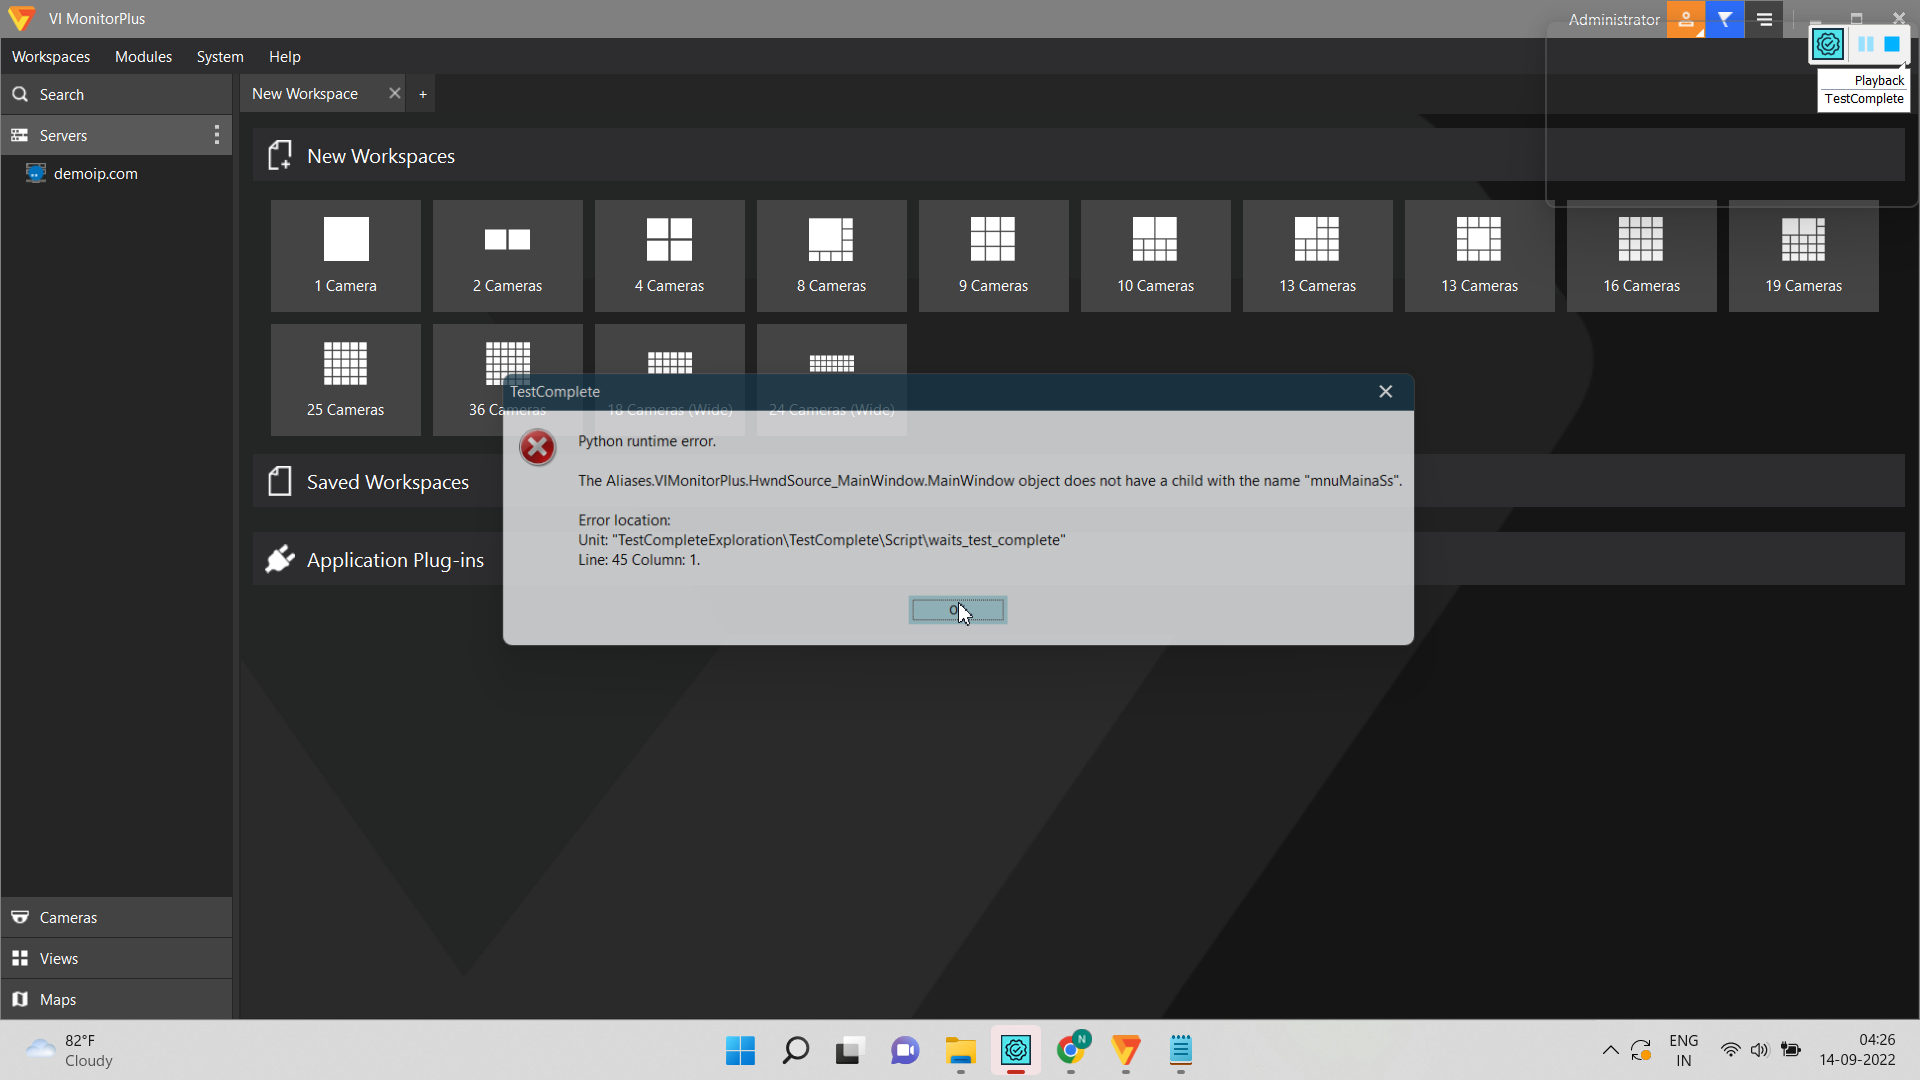 VI MonitorPlus
Administrator
Workspaces Modules System Help
Playback
TestComplete
Search
New Workspace
+
Servers
demoip.com
New Workspaces
1 Camera
2 Cameras
4 Cameras
8 Cameras
9 Cameras
10 Cameras
13 Cameras
13 Cameras
16 Cameras
19 Cameras
25 Cameras
36 Cameras
18 Cameras (Wide)
24 Cameras (Wide)
TestComplete
Python runtime error.
The Aliases.VIMonitorPlus.HwndSource_MainWindow.MainWindow object does not have a child with the name "mnuMainaSs".
Error location:
Unit: "TestCompleteExploration\TestComplete\Script\waits_test_complete"
Line: 45 Column: 1.
Saved Workspaces
Application Plug-ins
Cameras
Views
Maps
82°F
Cloudy
N
ENG
IN
04:26
14-09-2022